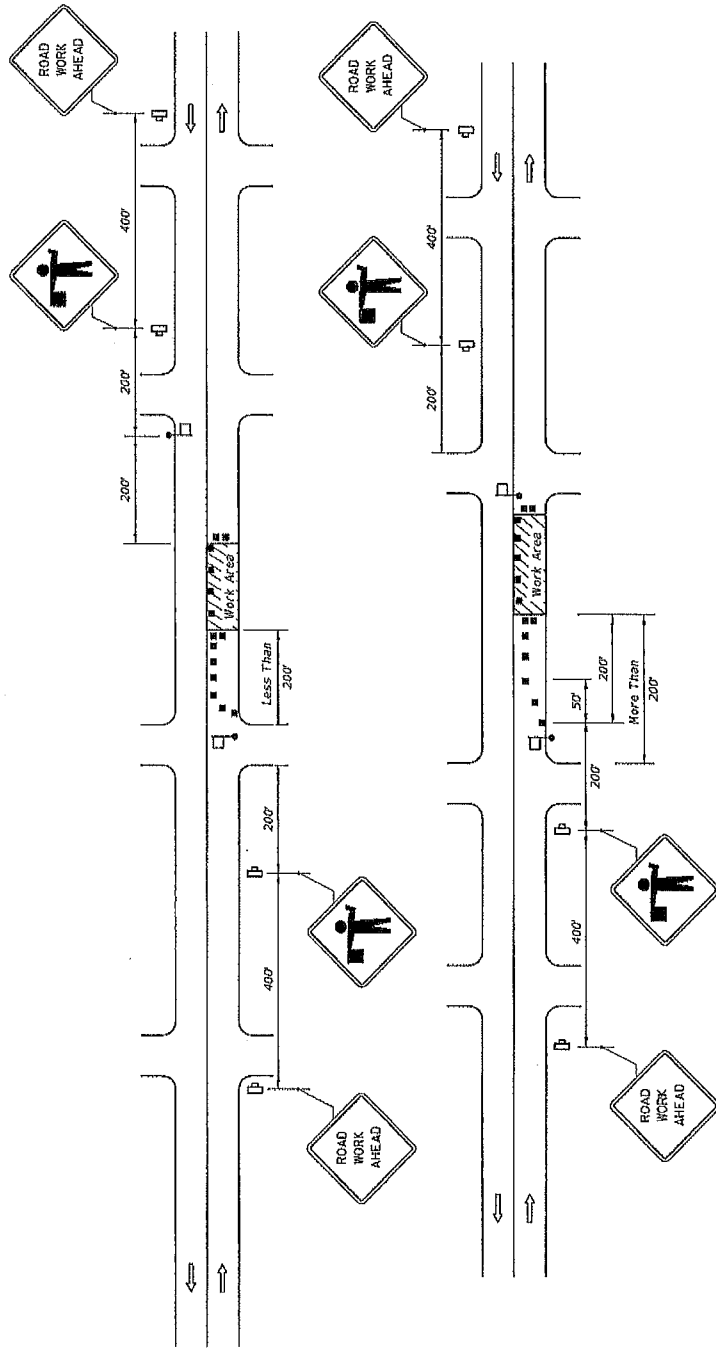 ROAD
WORK
AHEAD
400'
200'
200'
Work Area
Less Than
200'
200'
400'
ROAD
WORK
AHEAD
ROAD
WORK
AHEAD
400'
200'
Work Area
50'
200'
More Than
200'
200'
400'
ROAD
WORK
AHEAD